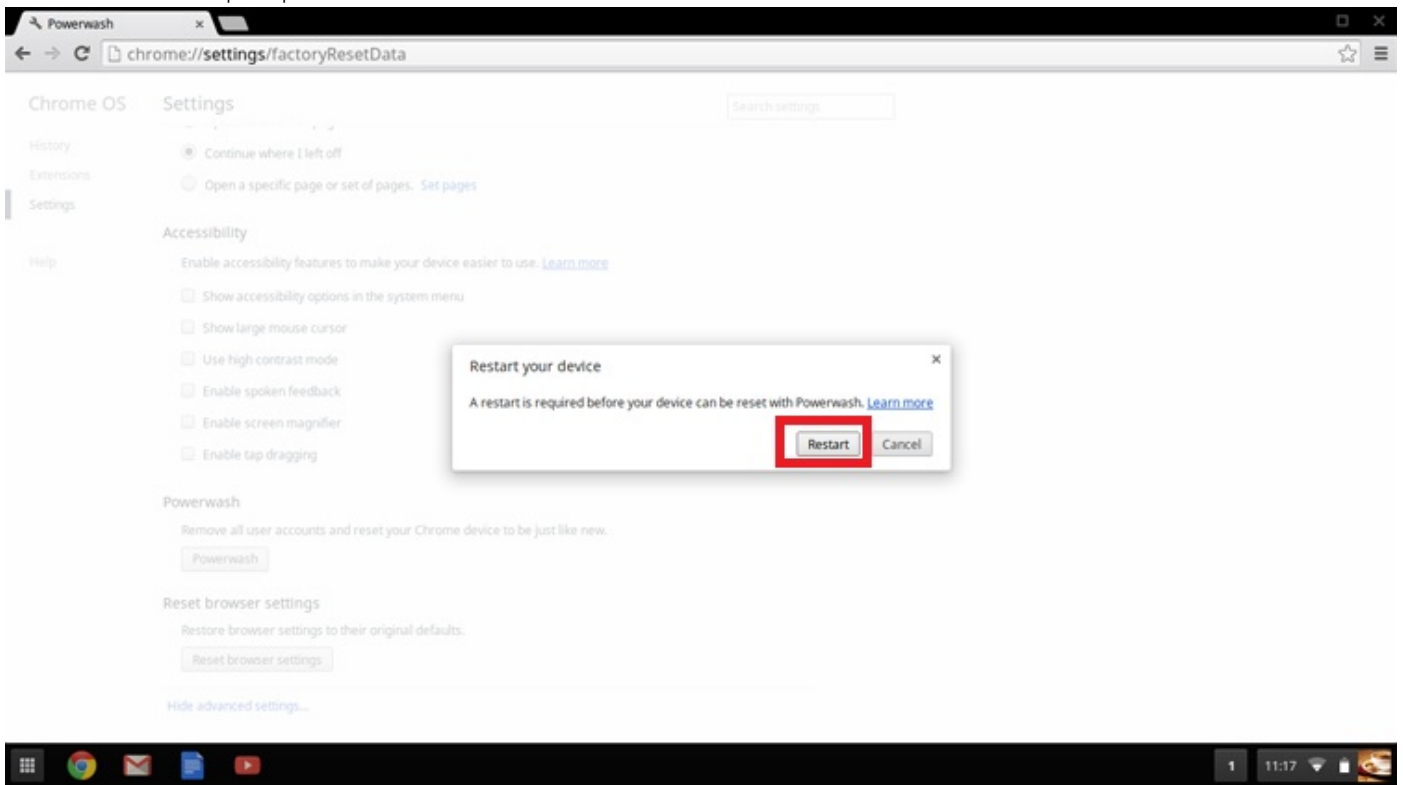 Powerwash
chrome://settings/factoryResetData
Chrome OS
Settings
Search settings
History
Extensions
Settings
Help
Continue where I left off
Open a specific page or set of pages. Set pages
Accessibility
Enable accessibility features to make your device easier to use. Learn more
Show accessibility options in the system menu
Show large mouse cursor
Use high contrast mode
Enable spoken feedback
Enable screen magnifier
Enable tap dragging
Restart your device
A restart is required before your device can be reset with Powerwash. Learn more
Restart
Cancel
Powerwash
Remove all user accounts and reset your Chrome device to be just like new.
Powerwash
Reset browser settings
Restore browser settings to their original defaults.
Reset browser settings
Hide advanced settings...
1
11:17